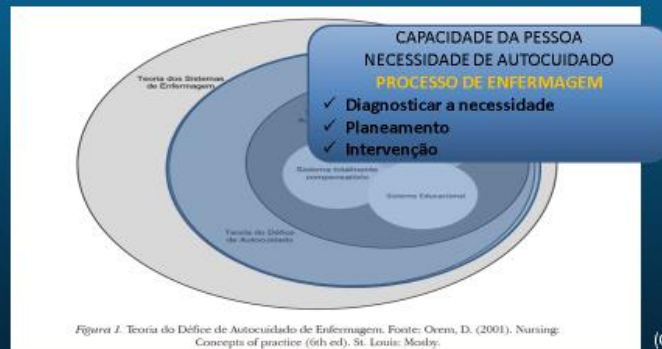 CAPACIDADE DA PESSOA
NECESSIDADE DE AUTOCUIDADO
PROCESSO DE ENFERMAGEM
✓ Diagnosticar a necessidade
✓ Planeamento
✓ Intervenção
Teoria dos Sistemas
de Enfermagem
Sistema totalmente
compensatório
Sistema Educacional
Teoria do Défice
de Autocuidado
Figura 1. Teoria do Défice de Autocuidado de Enfermagem. Fonte: Orem, D. (2001). Nursing:
Concepts of practice (6th ed). St. Louis: Mosby.